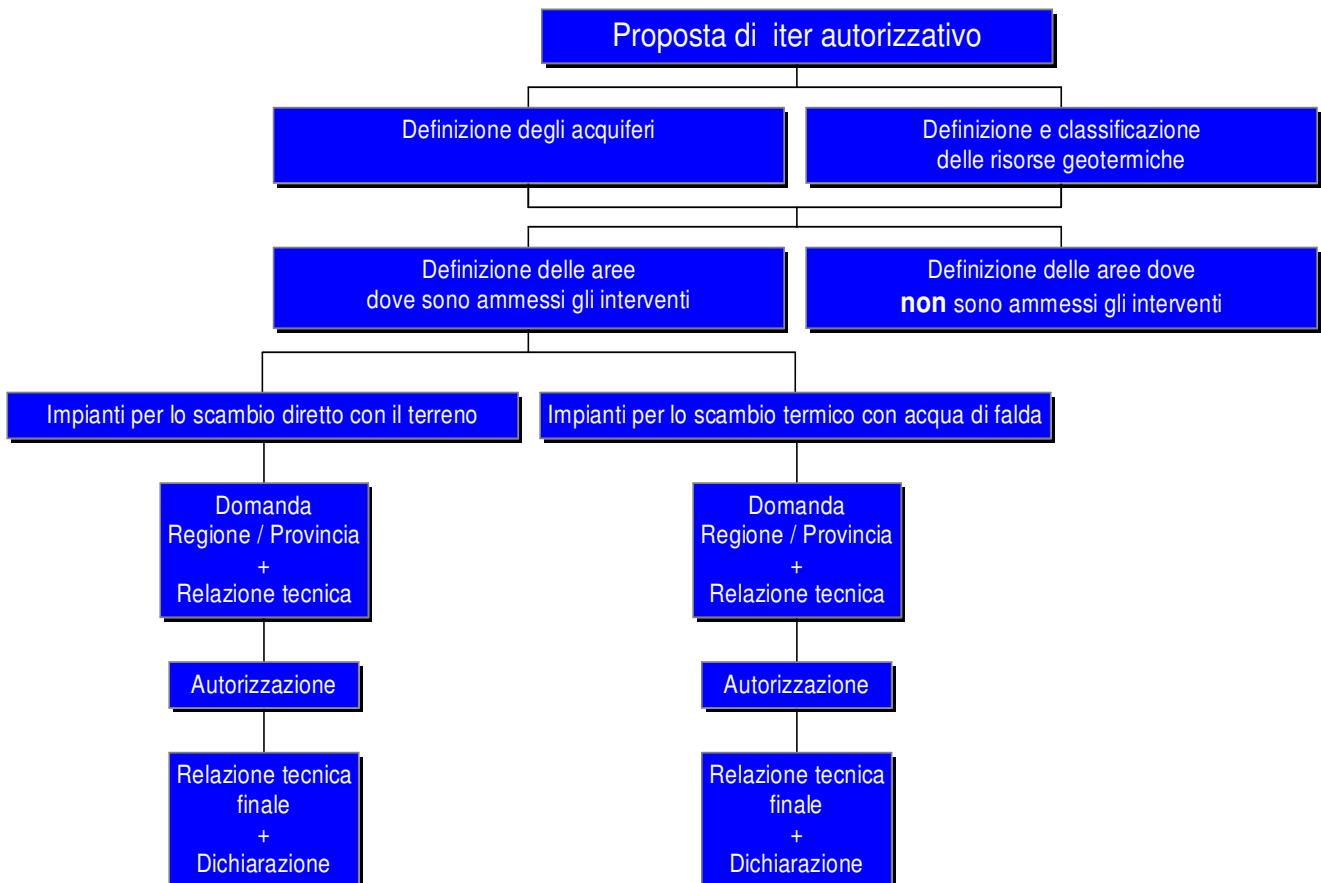 Proposta di iter autorizzativo
Definizione degli acquiferi
Definizione e classificazione
delle risorse geotermiche
Definizione delle aree
dove sono ammessi gli interventi
Definizione delle aree dove
non sono ammessi gli interventi
Impianti per lo scambio diretto con il terreno
Impianti per lo scambio termico con acqua di falda
Domanda
Regione / Provincia
+
Relazione tecnica
Domanda
Regione / Provincia
+
Relazione tecnica
Autorizzazione
Autorizzazione
Relazione tecnica
finale
+
Dichiarazione
Relazione tecnica
finale
+
Dichiarazione